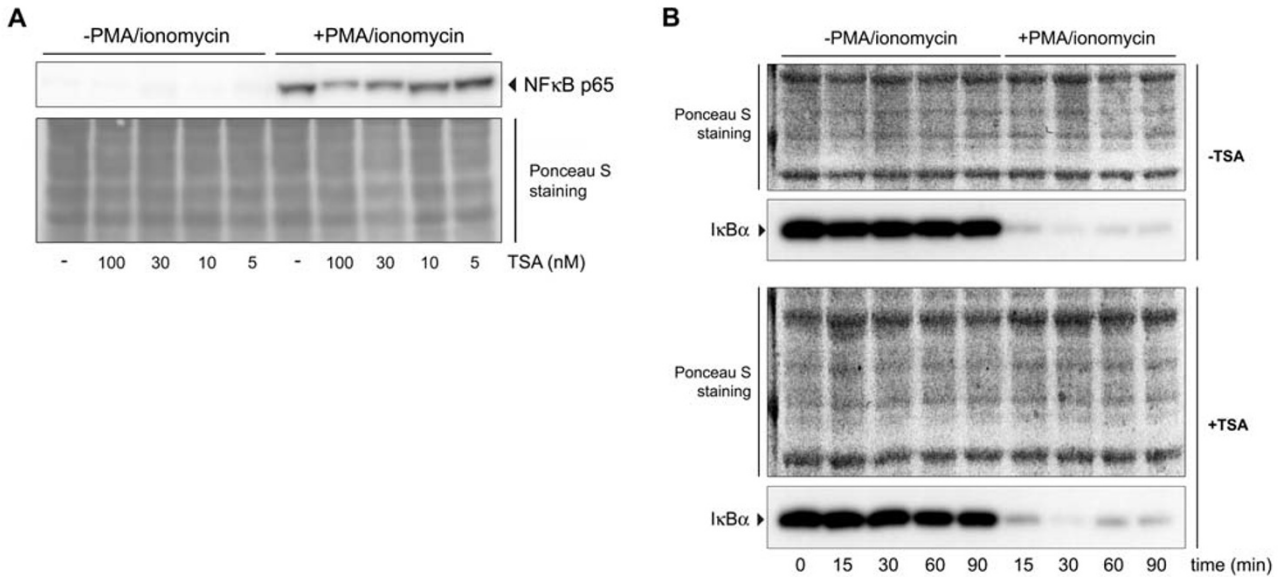 A
-PMA/ionomycin +PMA/ionomycin
NFκB p65
Ponceau S
staining
- 100 30 10 5 - 100 30 10 5 TSA (nM)
B
-PMA/ionomycin +PMA/ionomycin
Ponceau S
staining
-TSA
IκBα
Ponceau S
staining
+TSA
IκBα
0 15 30 60 90 15 30 60 90 time (min)